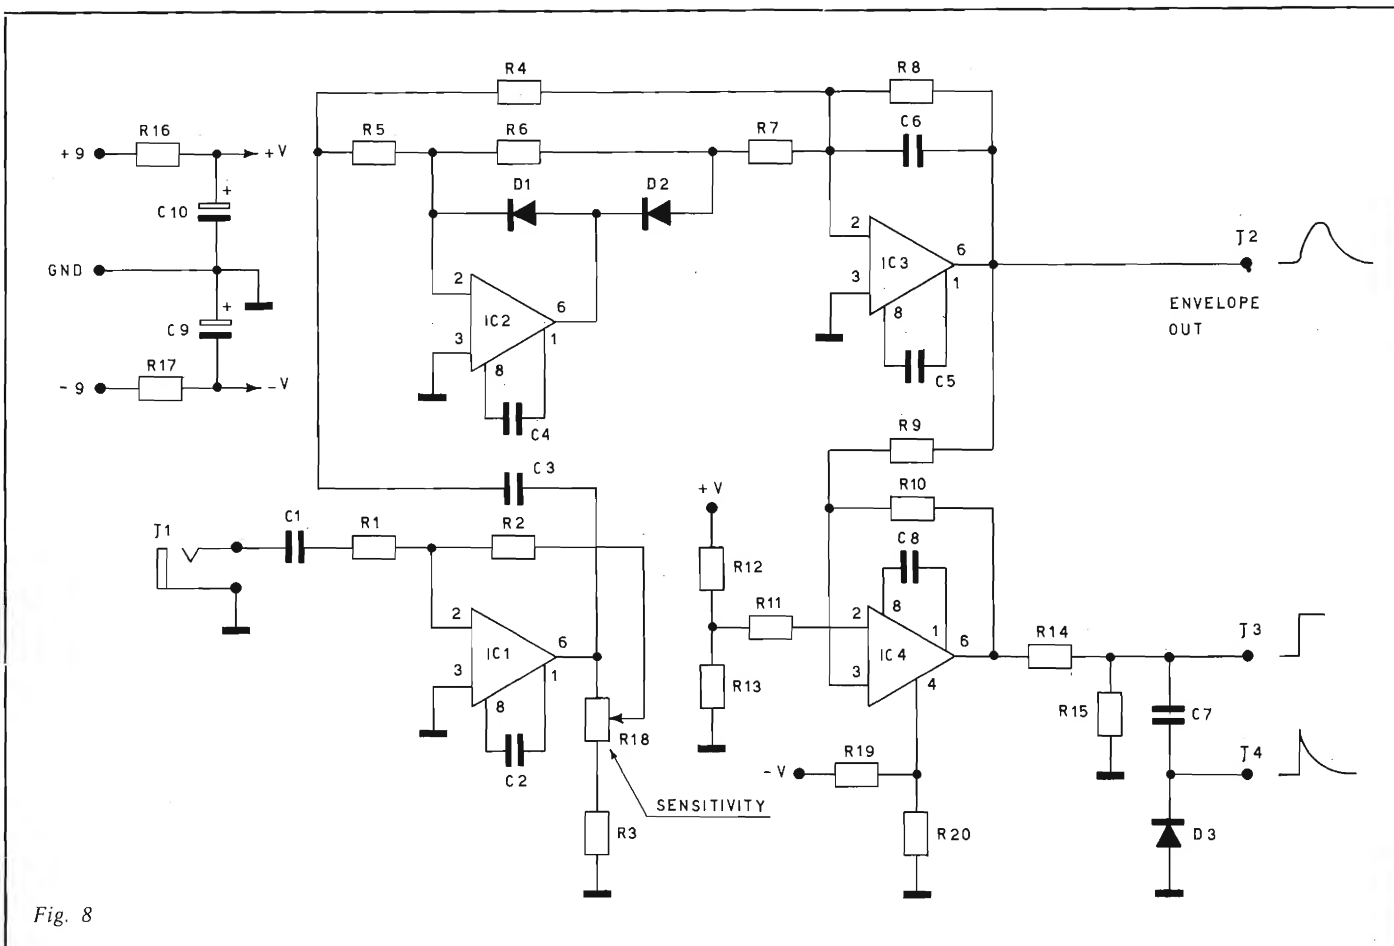 R4
R8
C6
R16
+9
+V
+
C10
GND
+
C9
R17
-9
-V
R5
R6
R7
D1
D2
2
3
IC2
6
1
8
C4
2
3
IC3
6
1
8
C5
J2
ENVELOPE
OUT
C3
R9
R10
+V
J1
C1
R1
R2
C8
R12
R11
R13
2
3
IC1
6
1
8
C2
R18
SENSITIVITY
R3
2
3
IC4
8
1
6
4
R14
J3
R15
C7
J4
-V
R19
R20
D3
Fig. 8